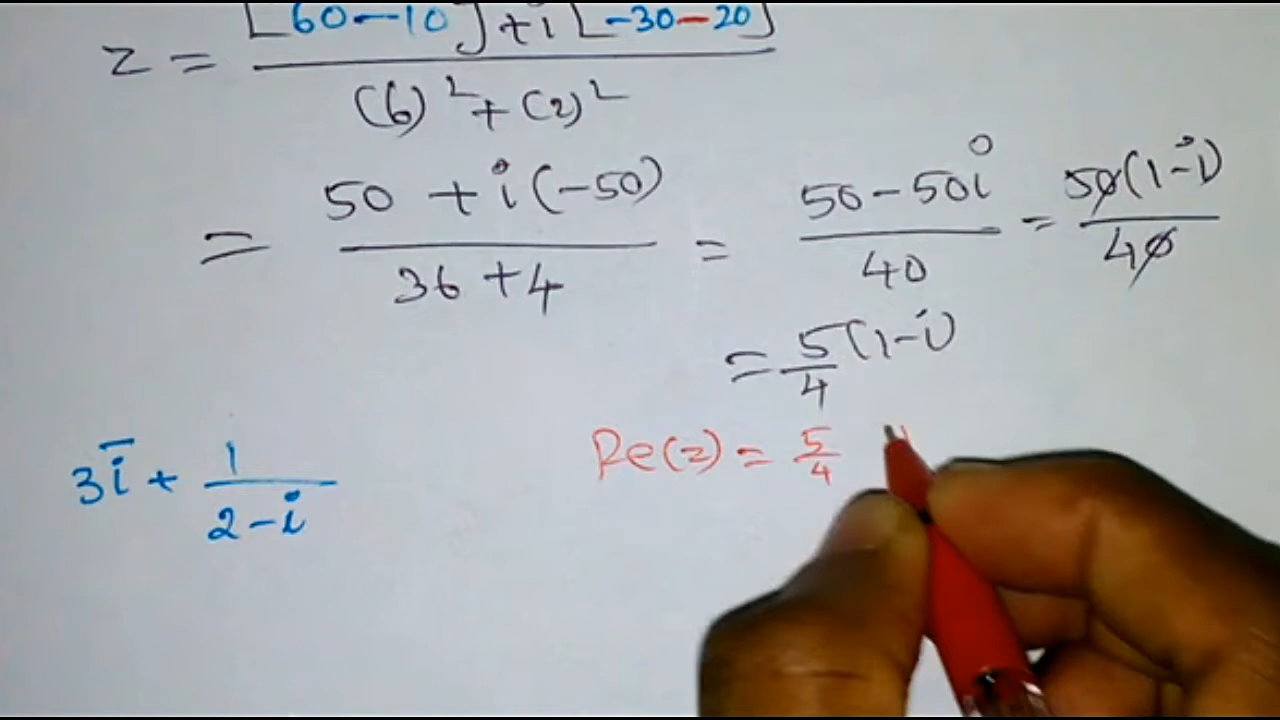 [60-10]+i[-30-20]
z = ―――
(6)² + (2)²
= 50 + i(-50) / 36 + 4 = 50 - 50i / 40 = 50(1-i) / 40
= 5/4 (1-i)
3i̅ + 1 / 2-i
Re(z) = 5/4